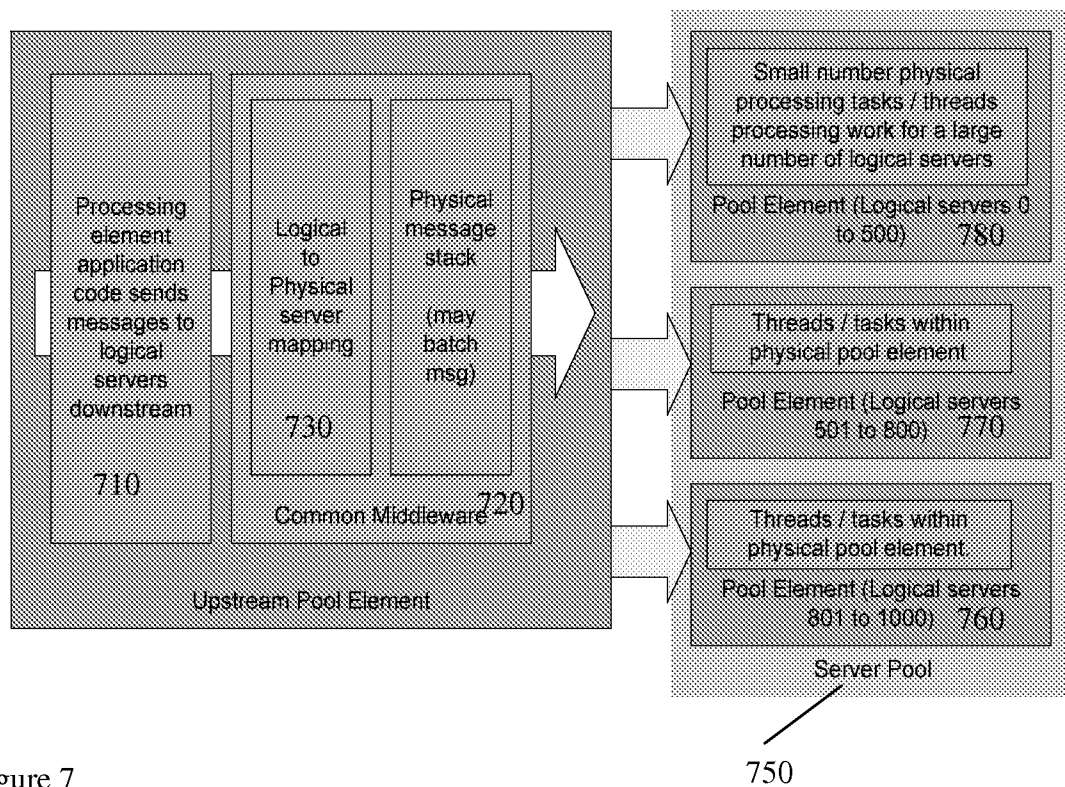 Processing
element
application
code sends
messages to
logical
servers
downstream
710
Logical
to
Physical
server
mapping
730
Physical
message
stack
(may
batch
msg)
Common Middleware 720
Upstream Pool Element
Small number physical
processing tasks / threads
processing work for a large
number of logical servers
Pool Element (Logical servers 0
to 500) 780
Threads / tasks within
physical pool element
Pool Element (Logical servers
501 to 800) 770
Threads / tasks within
physical pool element.
Pool Element (Logical servers
801 to 1000) 760
Server Pool
750
gure 7